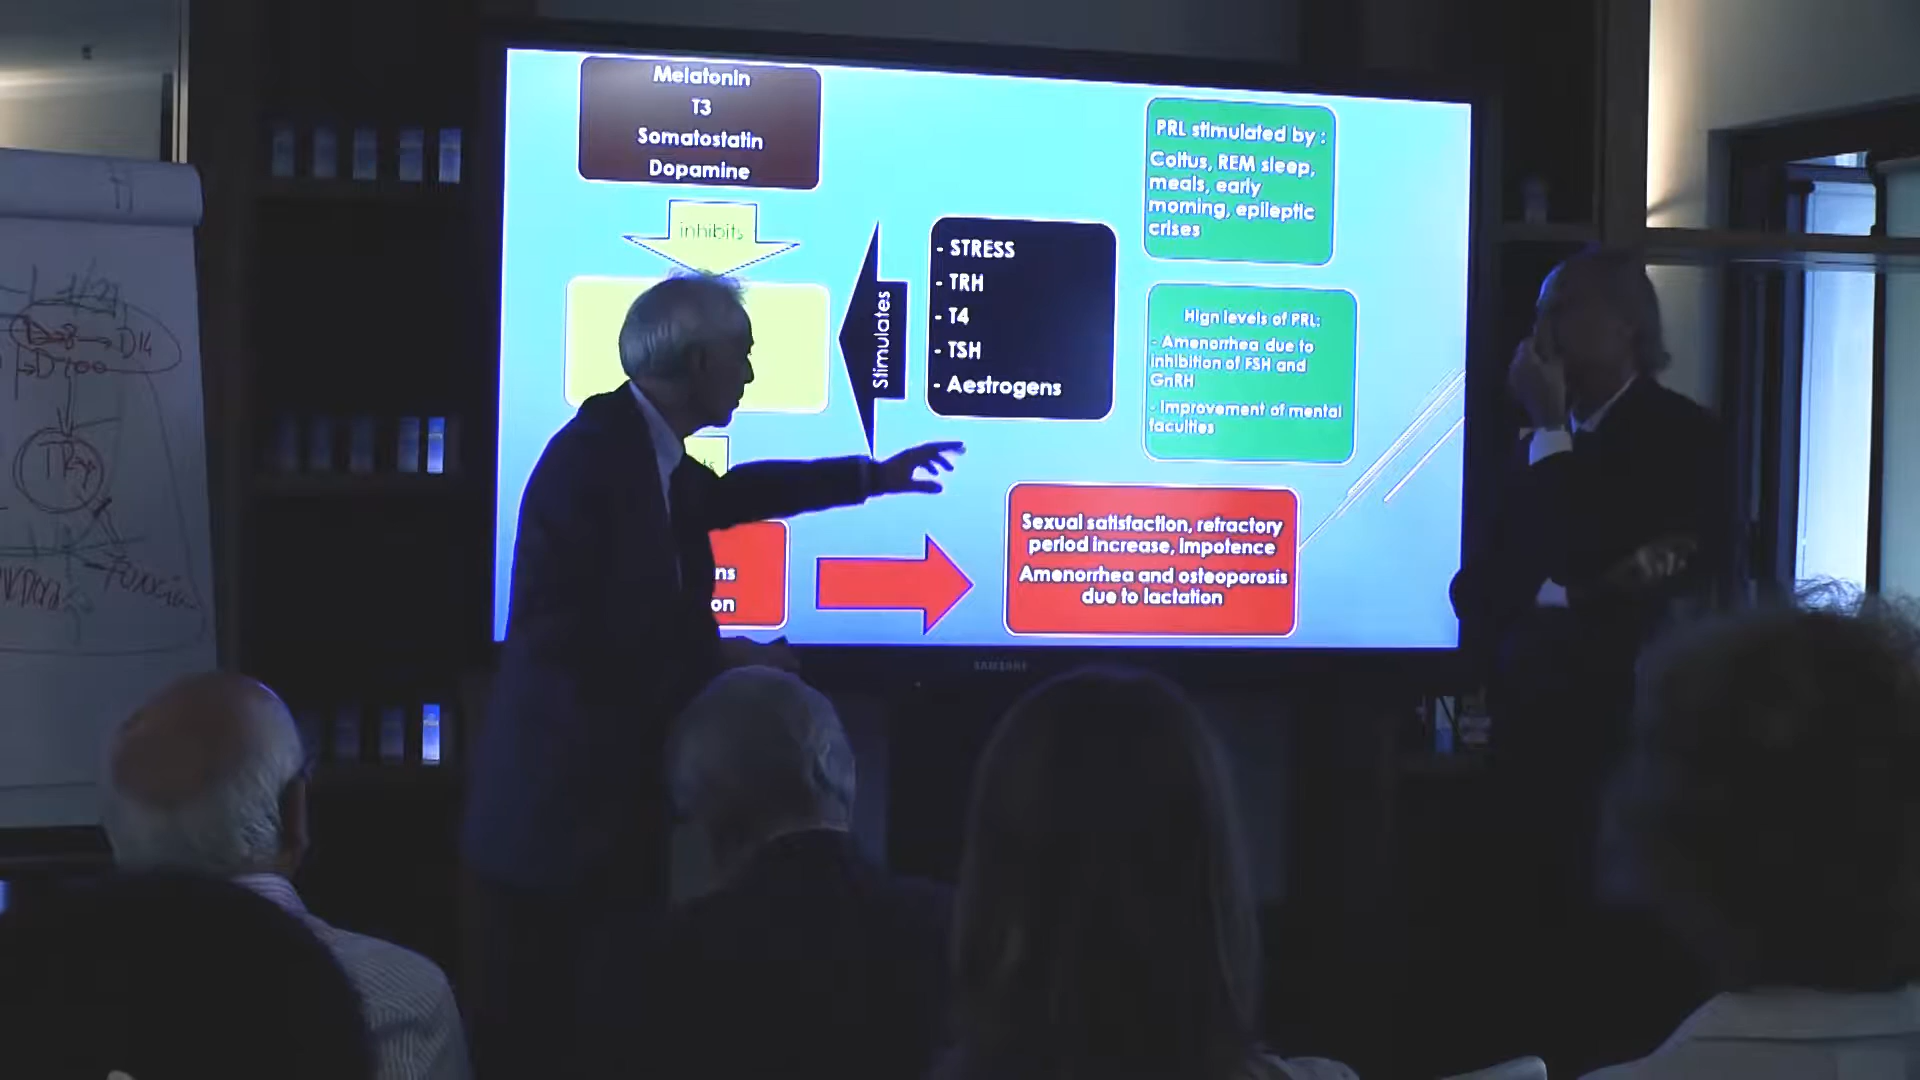 Melatonin
T3
Somatostatin
Dopamine
inhibits
Stimulates
- STRESS
- TRH
- T4
- TSH
- Aestrogens
PRL stimulated by :
Coitus, REM sleep,
meals, early
morning, epileptic
crises
High levels of PRL:
- Amenorrhea due to
inhibition of FSH and
GnRH
- Improvement of mental
faculties
Sexual satisfaction, refractory
period increase, Impotence
Amenorrhea and osteoporosis
due to lactation
SAMSUNG
D14